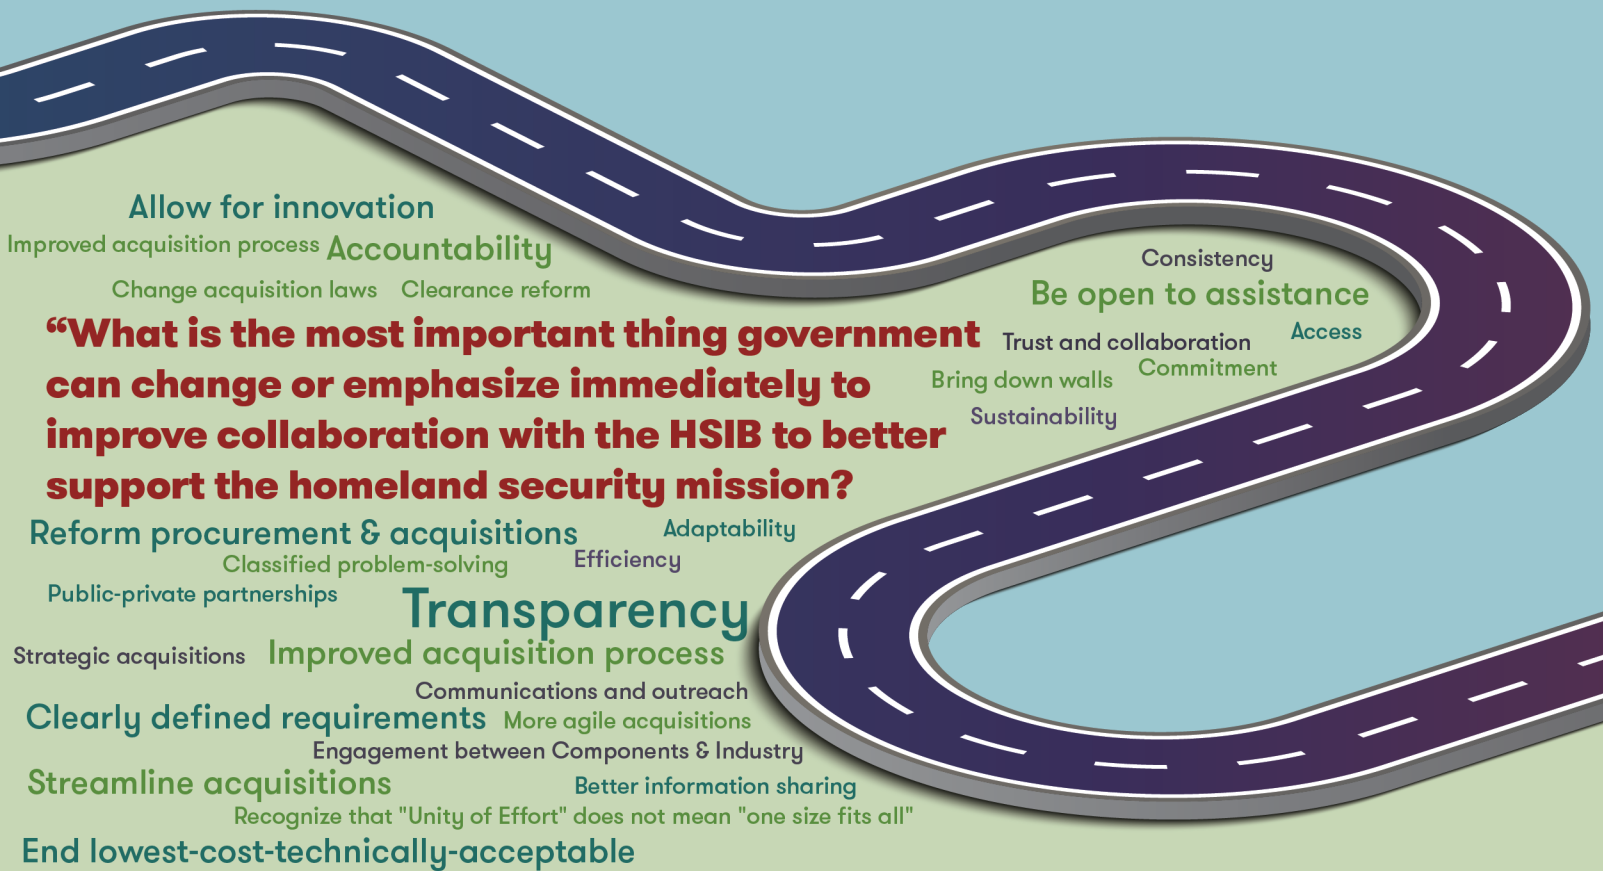 Allow for innovation
Improved acquisition process
Accountability
Change acquisition laws
Clearance reform
“What is the most important thing government
can change or emphasize immediately to
improve collaboration with the HSIB to better
support the homeland security mission?
Consistency
Be open to assistance
Access
Trust and collaboration
Commitment
Bring down walls
Sustainability
Reform procurement & acquisitions
Adaptability
Classified problem-solving
Efficiency
Public-private partnerships
Transparency
Strategic acquisitions
Improved acquisition process
Communications and outreach
Clearly defined requirements
More agile acquisitions
Engagement between Components & Industry
Streamline acquisitions
Better information sharing
Recognize that "Unity of Effort" does not mean "one size fits all"
End lowest-cost-technically-acceptable